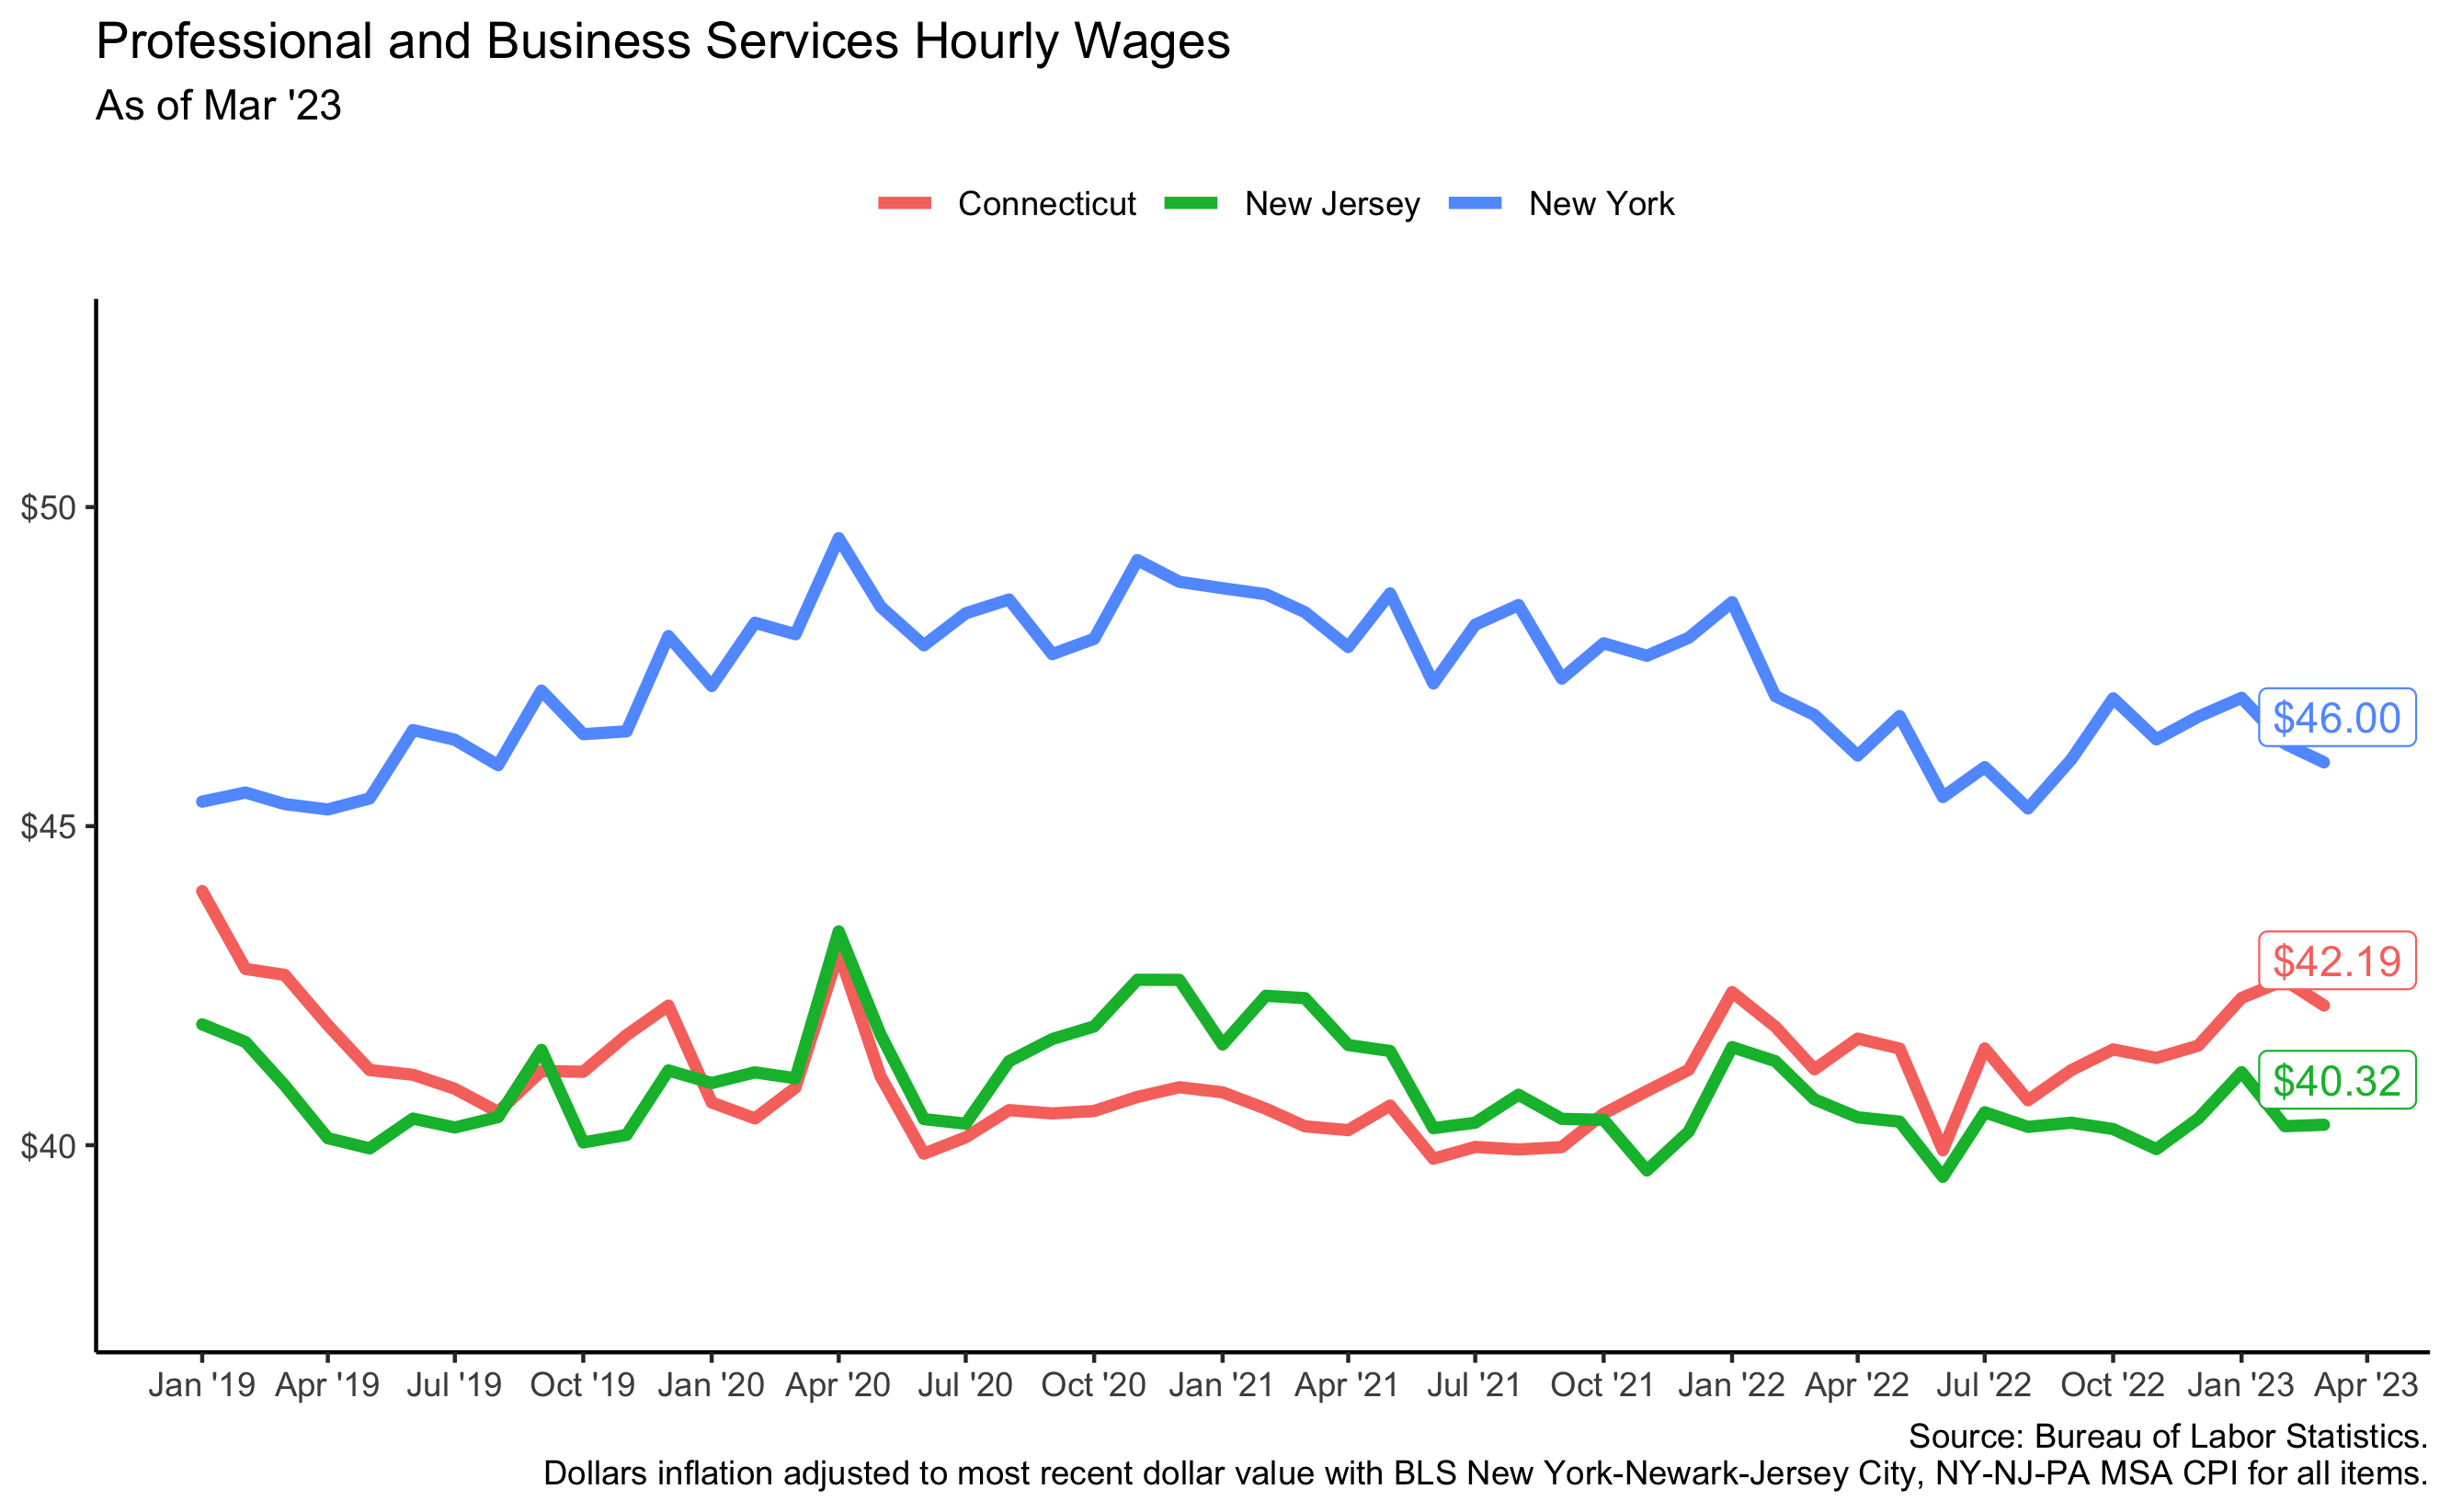 Professional and Business Services Hourly Wages
As of Mar '23
Connecticut New Jersey New York
$50
$45
$40
$46.00
$42.19
$40.32
Jan '19 Apr '19 Jul '19 Oct '19 Jan '20 Apr '20 Jul '20 Oct '20 Jan '21 Apr '21 Jul '21 Oct '21 Jan '22 Apr '22 Jul '22 Oct '22 Jan '23 Apr '23
Source: Bureau of Labor Statistics.
Dollars inflation adjusted to most recent dollar value with BLS New York-Newark-Jersey City, NY-NJ-PA MSA CPI for all items.